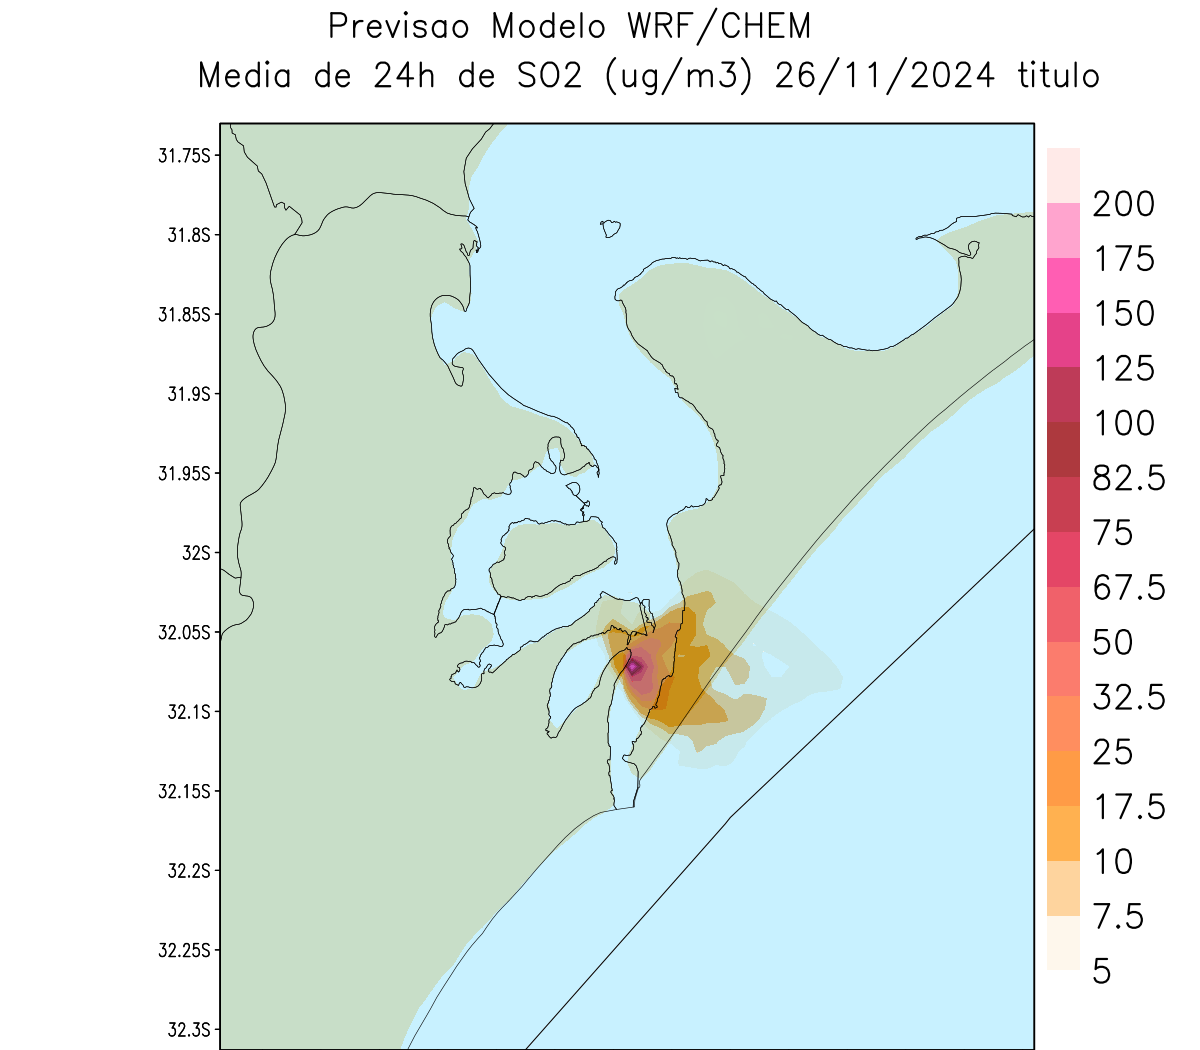 Previsao Modelo WRF/CHEM
Media de 24h de SO2 (ug/m3) 26/11/2024 titulo
31.75S
31.8S
31.85S
31.9S
31.95S
32S
32.05S
32.1S
32.15S
32.2S
32.25S
32.3S
200
175
150
125
100
82.5
75
67.5
50
32.5
25
17.5
10
7.5
5